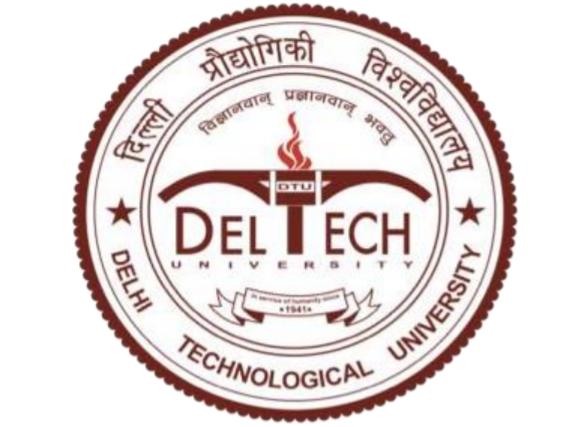 दिल्ली प्रौद्योगिकी विश्वविद्यालय
विज्ञानवान् प्रज्ञानवान् भवतु
DTU
DELTECH
UNIVERSITY
In service of humanity since
★1941★
★ DELHI TECHNOLOGICAL UNIVERSITY ★